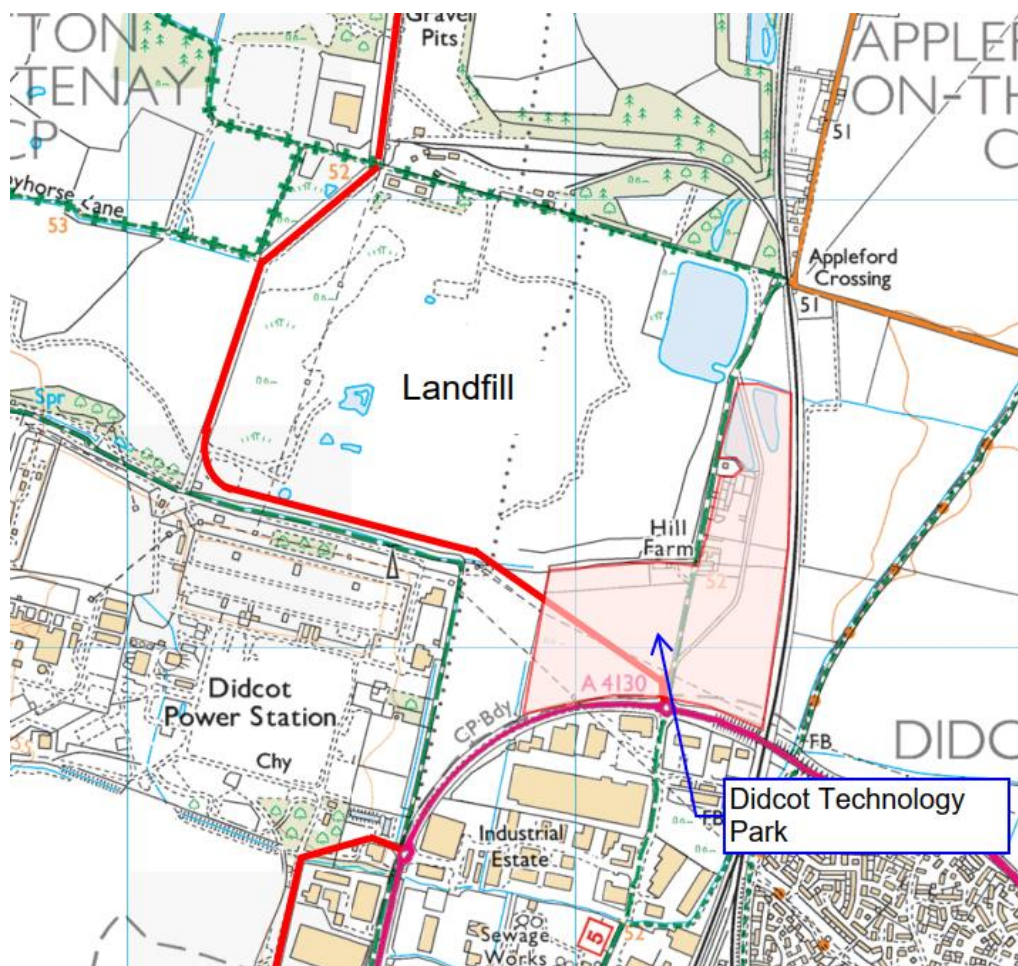 Gravel
Pits
TON
TENAY
CP
APPLEF
ON-TH
C
51
52
yhorse Lane
53
Appleford
Crossing
51
Landfill
Spr
Hill
Farm
52
A 4130
Didcot
Power Station
CP Bdy
FB
DIDC
Chy
Didcot Technology
Park
FB
Industrial
Estate
5
52
Sewage
Works